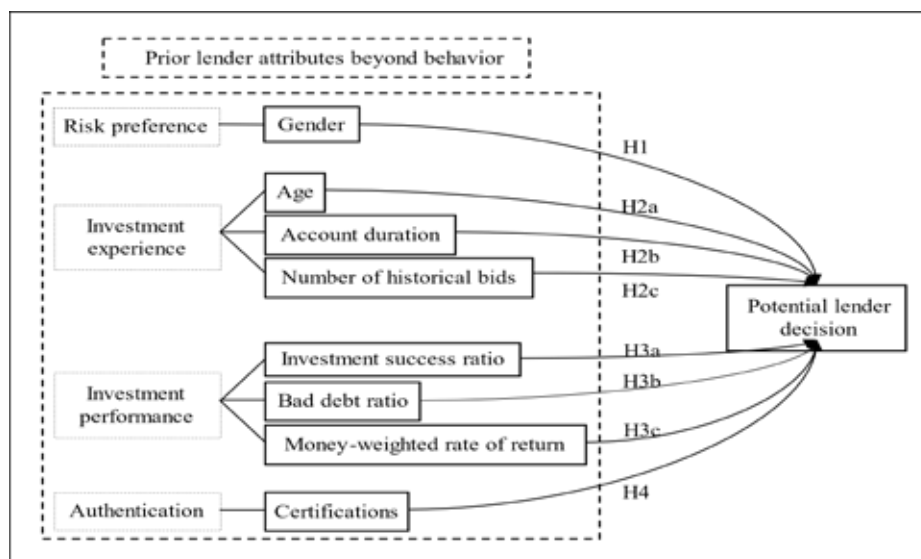 Prior lender attributes beyond behavior
Risk preference
Gender
H1
Age
H2a
Investment
experience
Account duration
H2b
Number of historical bids
H2c
Potential lender
decision
Investment success ratio
H3a
Investment
performance
Bad debt ratio
H3b
Money-weighted rate of return
H3c
H4
Authentication
Certifications